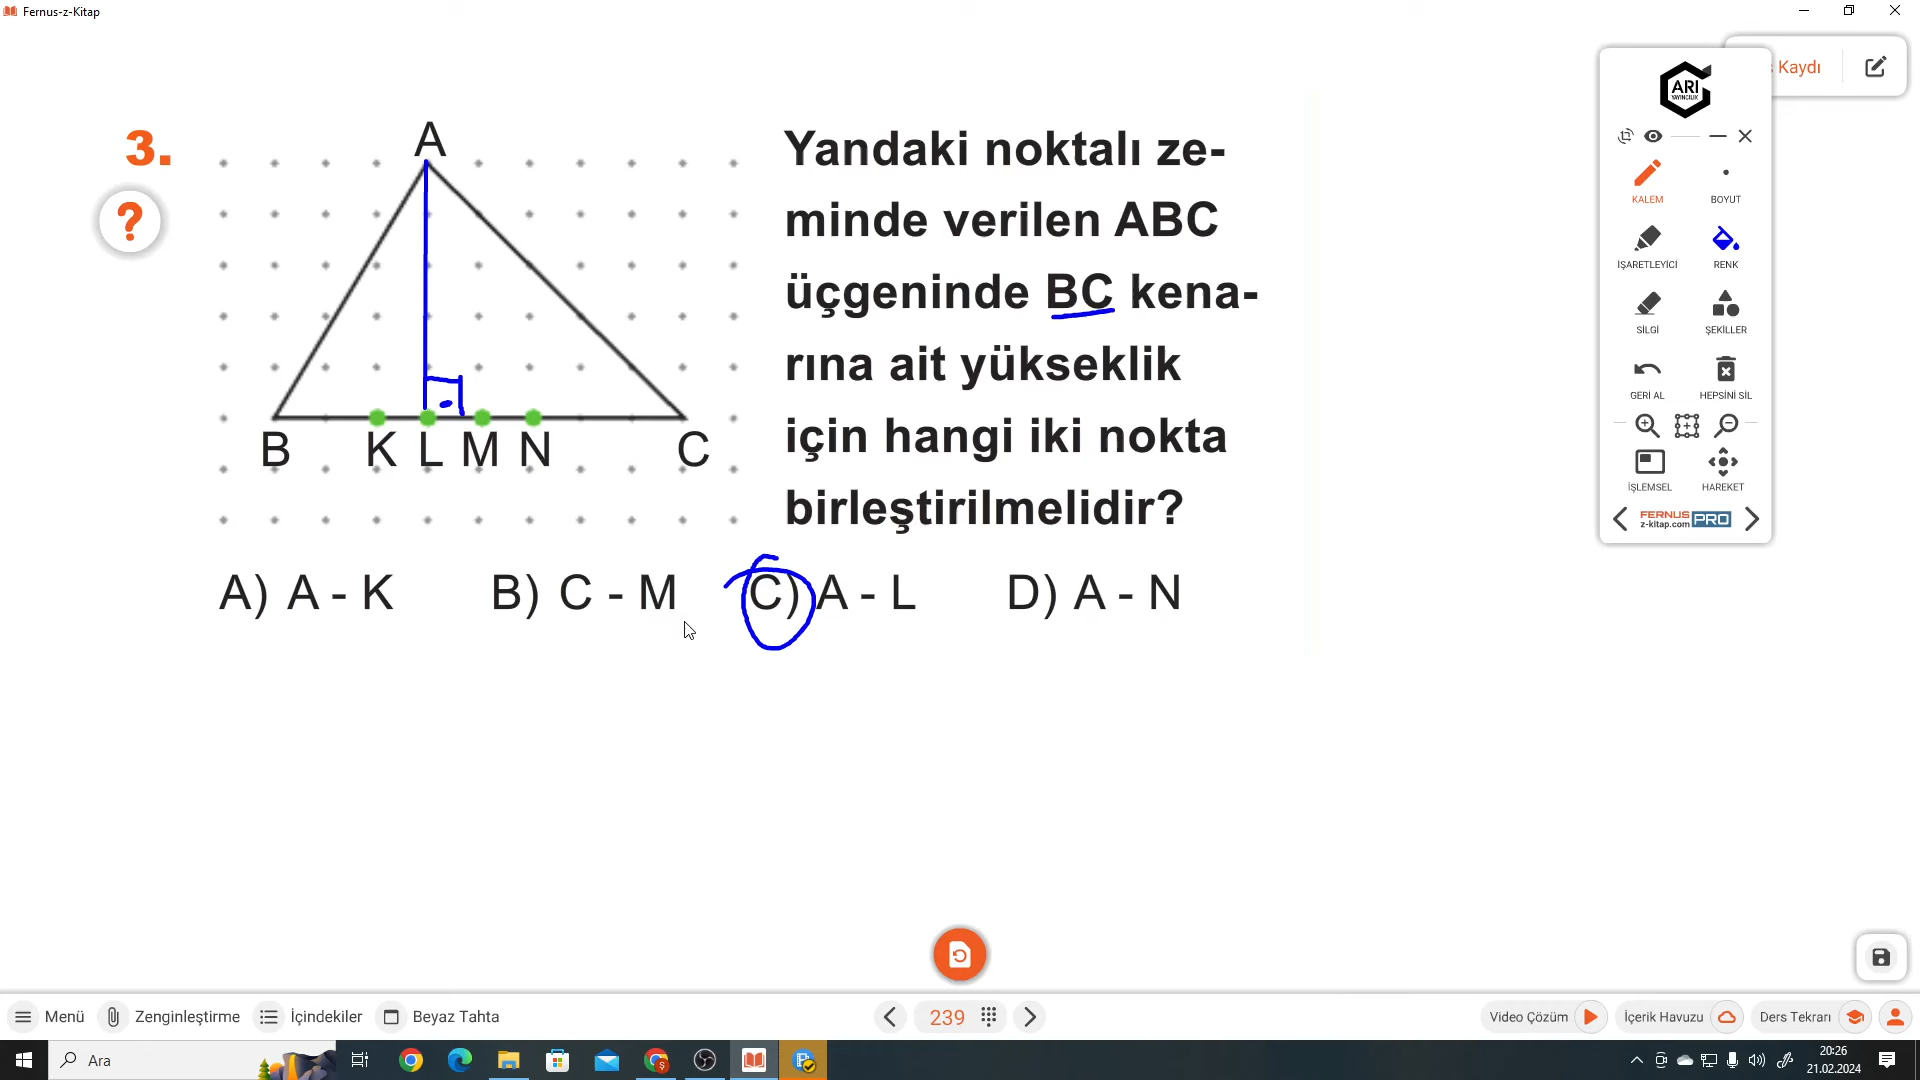 Fernus-z-Kitap
Kaydı
ARI
YAYINCILIK
3.
A
B K L M N C
?
Yandaki noktalı ze-
minde verilen ABC
üçgeninde BC kena-
rına ait yükseklik
için hangi iki nokta
birleştirilmelidir?
A) A - K B) C - M C) A - L D) A - N
KALEM BOYUT
İŞARETLEYİCİ RENK
SİLGİ ŞEKİLLER
GERİ AL HEPSİNİ SİL
İŞLEMSEL HAREKET
FERNUS
z-kitap.com PRO
Menü Zenginleştirme İçindekiler Beyaz Tahta 239 Video Çözüm İçerik Havuzu Ders Tekrarı
Ara
20:26
21.02.2024